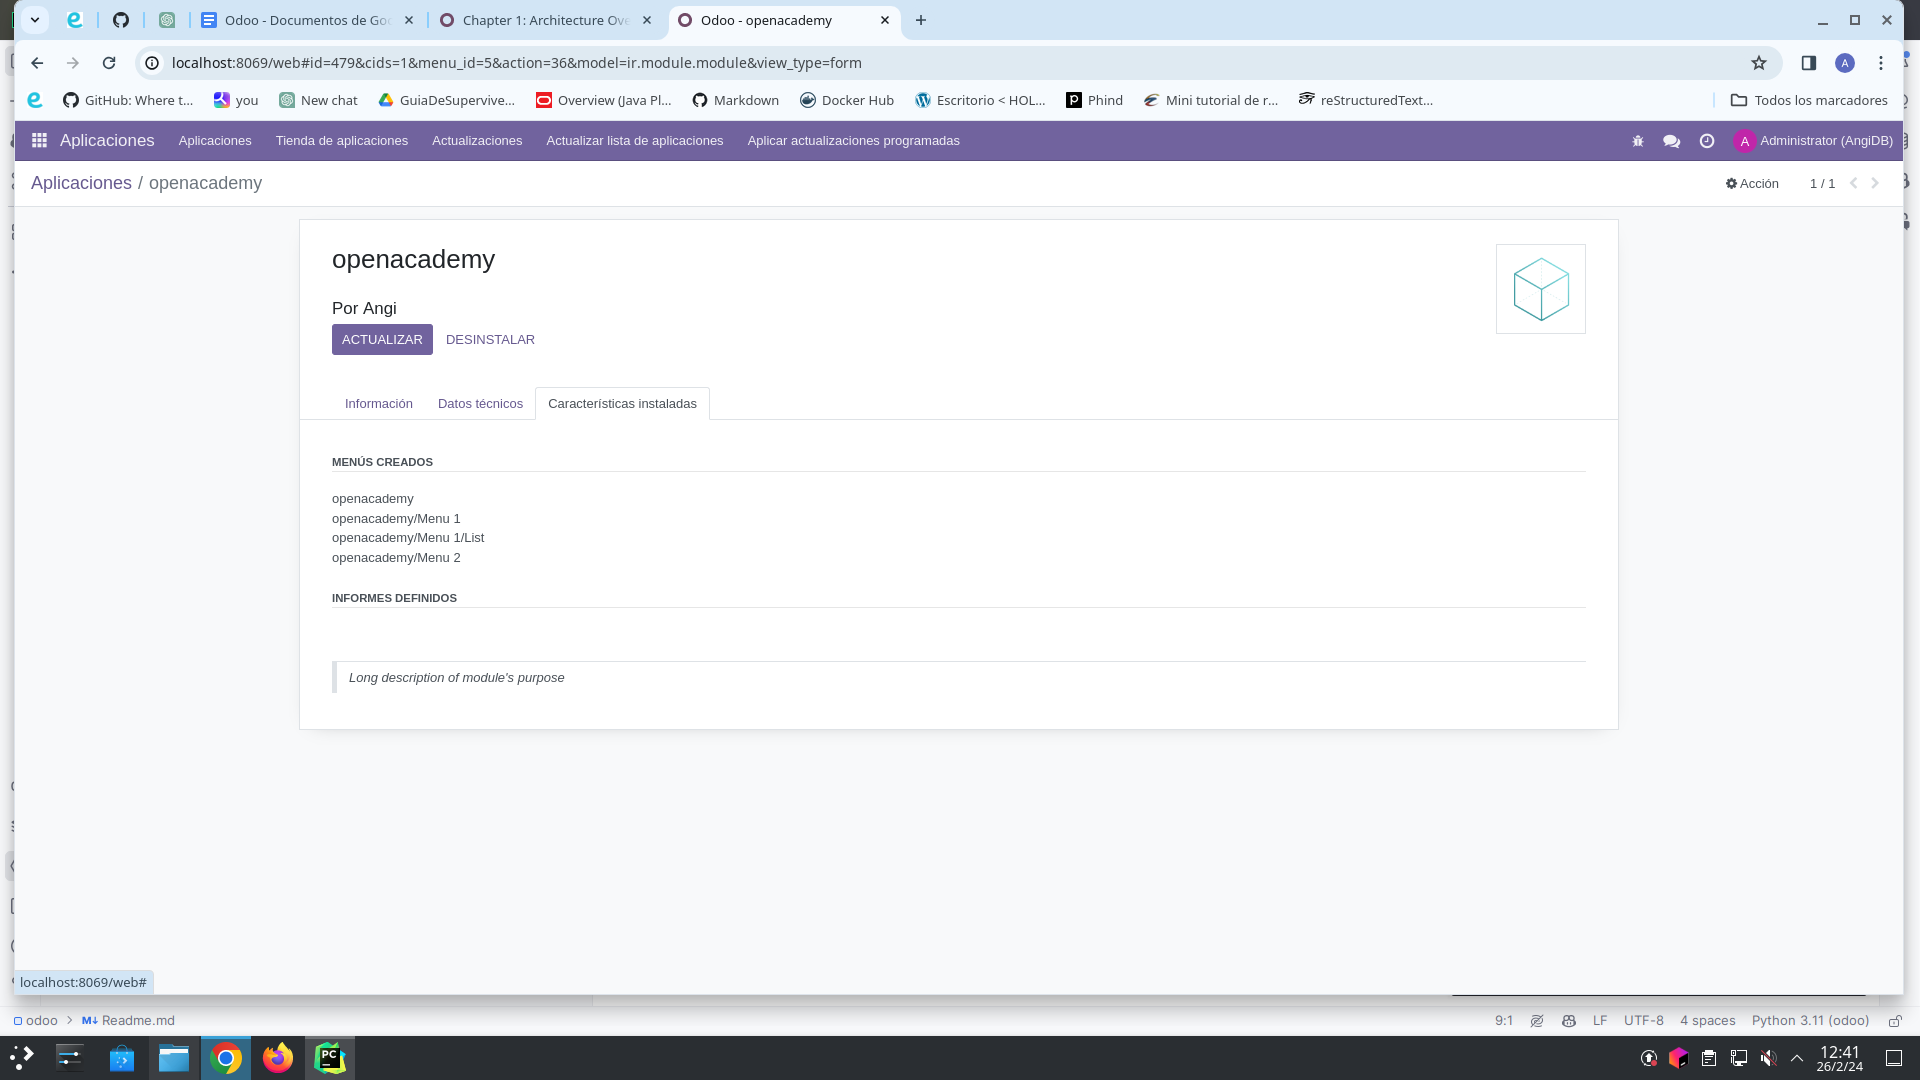 Odoo - Documentos de Goo
Chapter 1: Architecture Ove
Odoo - openacademy
localhost:8069/web#id=479&cids=1&menu_id=5&action=36&model=ir.module.module&view_type=form
A
GitHub: Where t...
you
New chat
GuiaDeSupervive...
Overview (Java Pl...
Markdown
Docker Hub
Escritorio < HOL...
Phind
Mini tutorial de r...
reStructuredText...
Todos los marcadores
Aplicaciones
Aplicaciones
Tienda de aplicaciones
Actualizaciones
Actualizar lista de aplicaciones
Aplicar actualizaciones programadas
A
Administrator (AngiDB)
Aplicaciones / openacademy
Acción
1 / 1
openacademy
Por Angi
ACTUALIZAR
DESINSTALAR
Información
Datos técnicos
Características instaladas
MENÚS CREADOS
openacademy
openacademy/Menu 1
openacademy/Menu 1/List
openacademy/Menu 2
INFORMES DEFINIDOS
Long description of module's purpose
localhost:8069/web#
odoo
M↓ Readme.md
9:1
LF
UTF-8
4 spaces
Python 3.11 (odoo)
PC
12:41
26/2/24